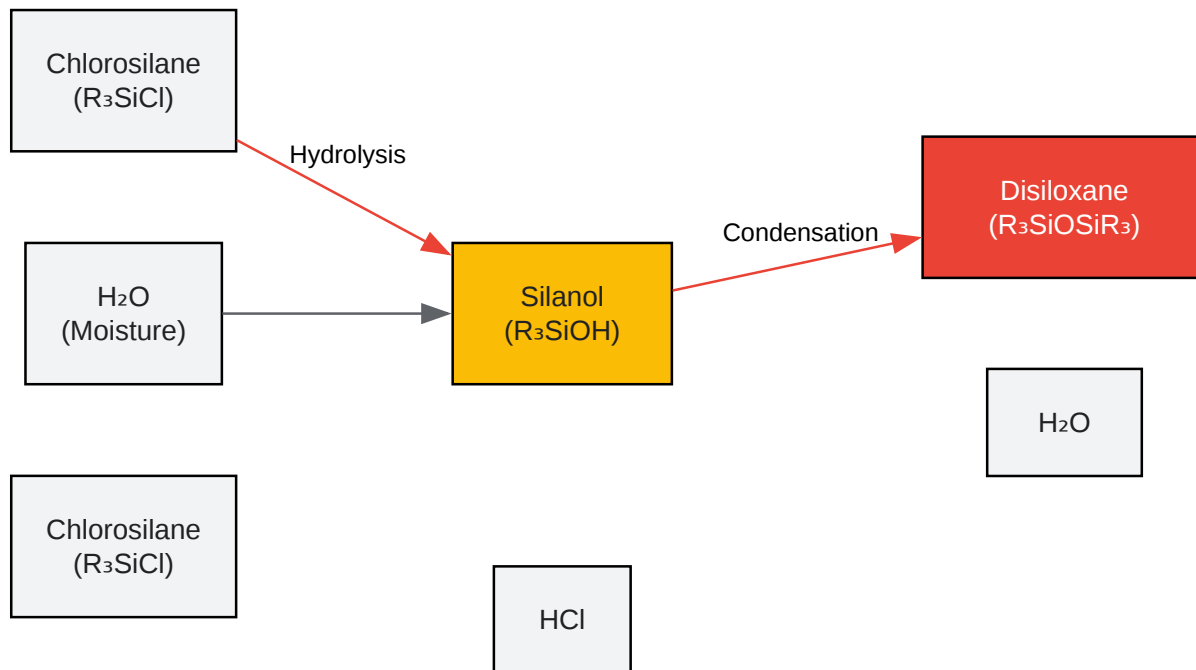 Chlorosilane
(R₃SiCl)
Hydrolysis
Disiloxane
(R₃SiOSiR₃)
Condensation
H₂O
(Moisture)
Silanol
(R₃SiOH)
H₂O
Chlorosilane
(R₃SiCl)
HCl